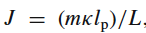 J = (mκl_p)/L,